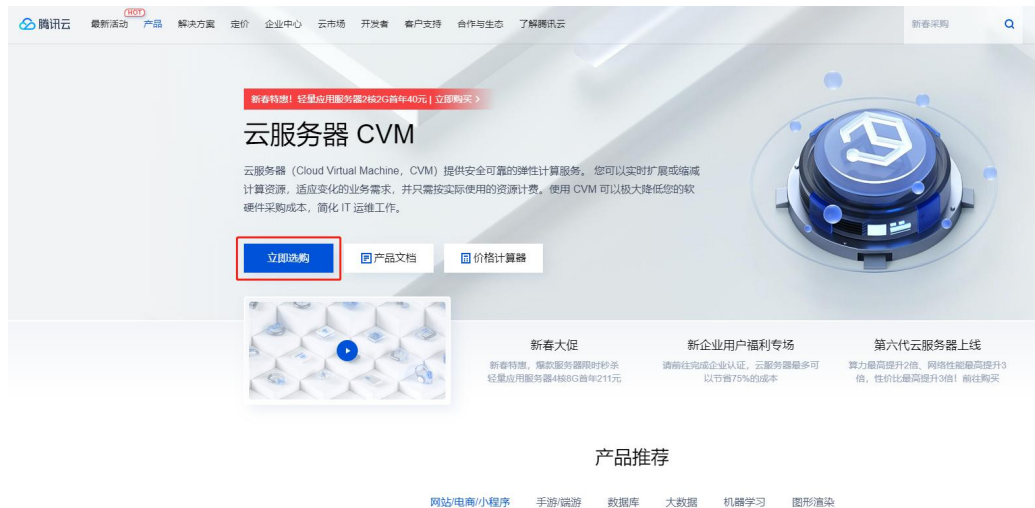 腾讯云 最新活动 HOT 产品 解决方案 定价 企业中心 云市场 开发者 客户支持 合作与生态 了解腾讯云 新春采购
新春特惠！轻量应用服务器2核2G首年40元 | 立即购买 >
云服务器 CVM
云服务器（Cloud Virtual Machine，CVM）提供安全可靠的弹性计算服务。 您可以实时扩展或缩减
计算资源，适应变化的业务需求，并只需按实际使用的资源计费。使用 CVM 可以极大降低您的软
硬件采购成本，简化 IT 运维工作。
立即选购 产品文档 价格计算器
新春大促 新企业用户福利专场 第六代云服务器上线
新春特惠，爆款服务器限时秒杀 请前往完成企业认证，云服务器最多可 算力最高提升2倍、网络性能最高提升3
轻量应用服务器4核8G首年211元 以节省75%的成本 倍，性价比最高提升3倍！前往购买
产品推荐
网站/电商/小程序 手游/端游 数据库 大数据 机器学习 图形渲染